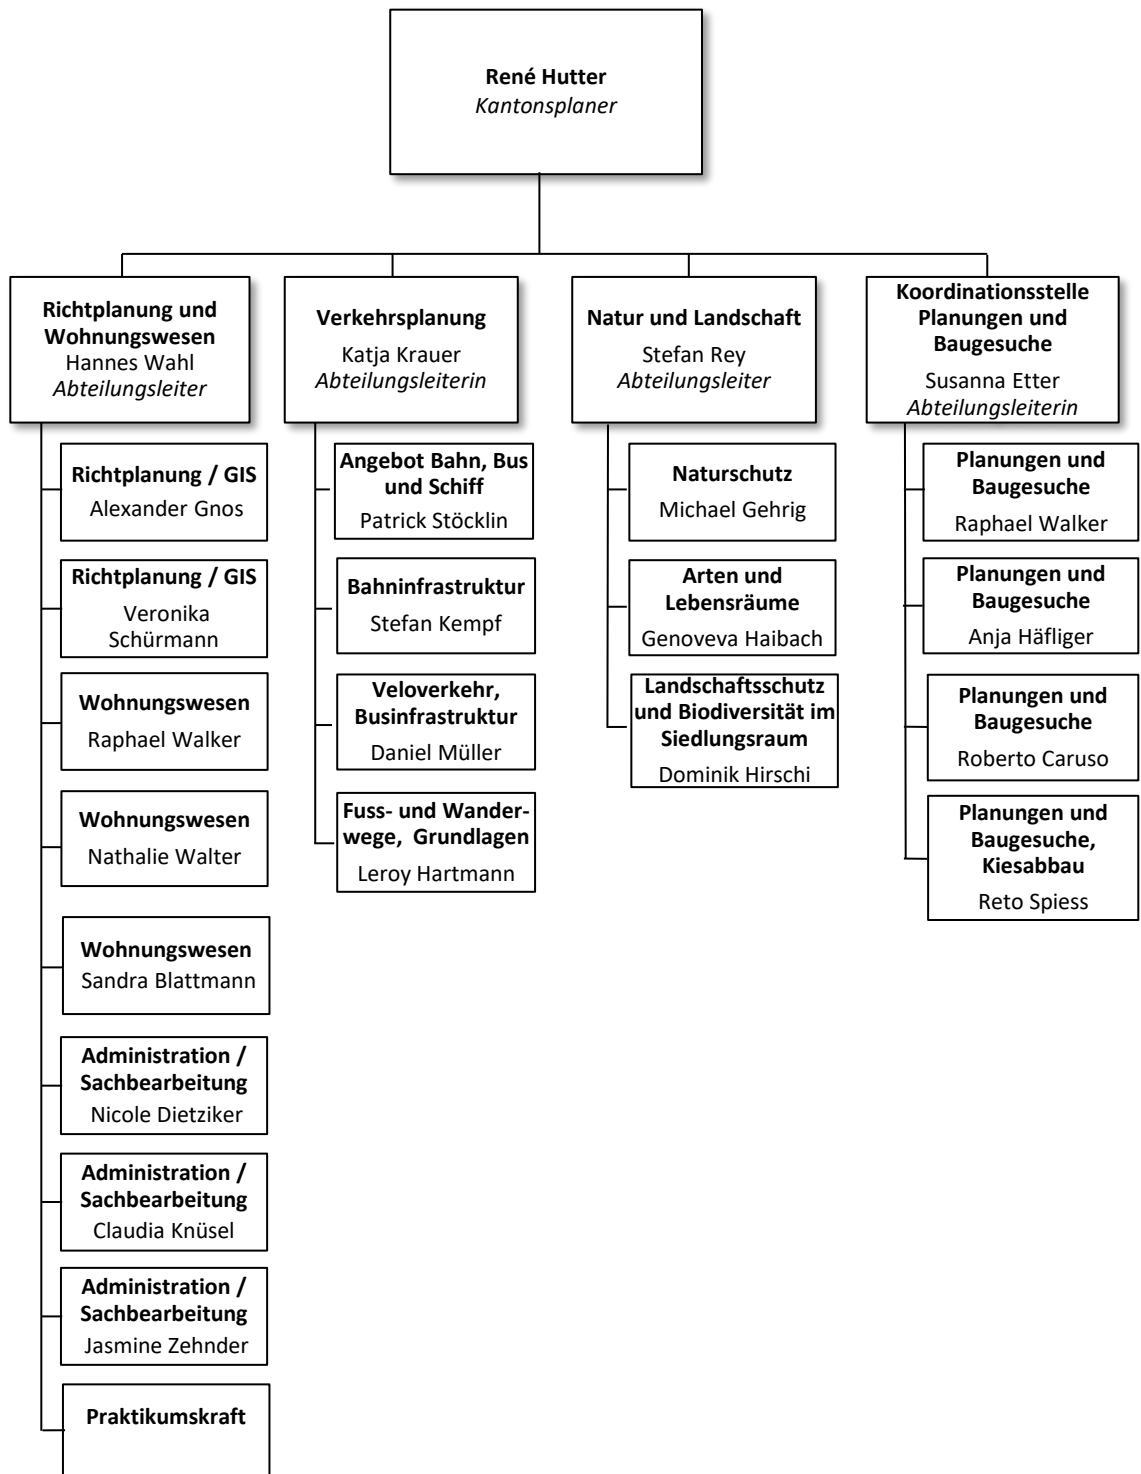 René Hutter
Kantonsplaner
Richtplanung und
Wohnungswesen
Hannes Wahl
Abteilungsleiter
Richtplanung / GIS
Alexander Gnos
Richtplanung / GIS
Veronika
Schürmann
Wohnungswesen
Raphael Walker
Wohnungswesen
Nathalie Walter
Wohnungswesen
Sandra Blattmann
Administration /
Sachbearbeitung
Nicole Dietziker
Administration /
Sachbearbeitung
Claudia Knüsel
Administration /
Sachbearbeitung
Jasmine Zehnder
Praktikumskraft
Verkehrsplanung
Katja Krauer
Abteilungsleiterin
Angebot Bahn, Bus
und Schiff
Patrick Stöcklin
Bahninfrastruktur
Stefan Kempf
Veloverkehr,
Businfrastruktur
Daniel Müller
Fuss- und Wander-
wege, Grundlagen
Leroy Hartmann
Natur und Landschaft
Stefan Rey
Abteilungsleiter
Naturschutz
Michael Gehrig
Arten und
Lebensräume
Genoveva Haibach
Landschaftsschutz
und Biodiversität im
Siedlungsraum
Dominik Hirschi
Koordinationsstelle
Planungen und
Baugesuche
Susanna Etter
Abteilungsleiterin
Planungen und
Baugesuche
Raphael Walker
Planungen und
Baugesuche
Anja Häfliger
Planungen und
Baugesuche
Roberto Caruso
Planungen und
Baugesuche,
Kiesabbau
Reto Spiess